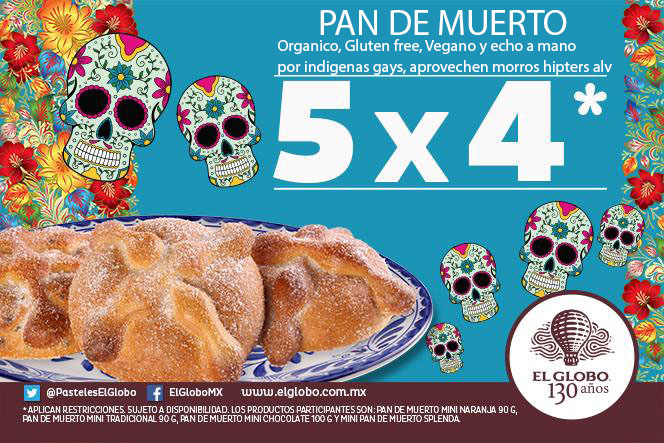 PAN DE MUERTO
Organico, Gluten free, Vegano y echo a mano
por indigenas gays, aprovechen morros hipters alv
5 x 4*
EL GLOBO
130 años
@PastelesElGlobo ElGloboMX www.elglobo.com.mx
* APLICAN RESTRICCIONES. SUJETO A DISPONIBILIDAD. LOS PRODUCTOS PARTICIPANTES SON: PAN DE MUERTO MINI NARANJA 90 G,
PAN DE MUERTO MINI TRADICIONAL 90 G, PAN DE MUERTO MINI CHOCOLATE 100 G Y MINI PAN DE MUERTO SPLENDA.